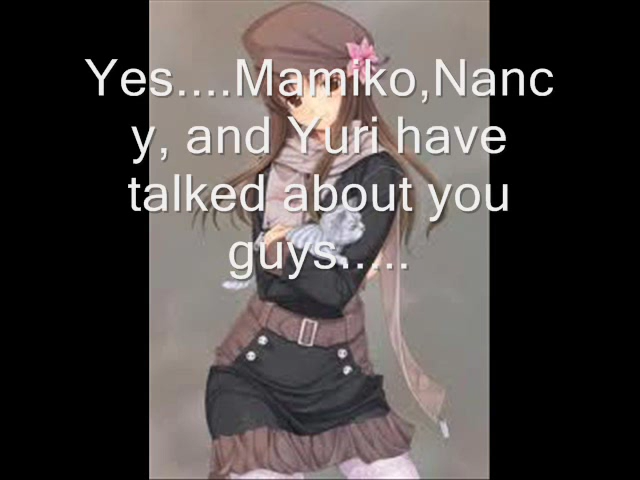 Yes....Mamiko,Nanc
y, and Yuri have
talked about you
guys.....